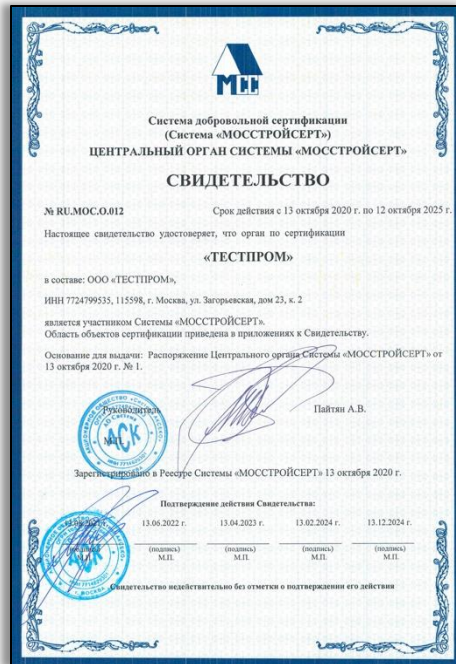 МСС
Система добровольной сертификации
(Система «МОССТРОЙСЕРТ»)
ЦЕНТРАЛЬНЫЙ ОРГАН СИСТЕМЫ «МОССТРОЙСЕРТ»
СВИДЕТЕЛЬСТВО
№ RU.МОС.О.012 Срок действия с 13 октября 2020 г. по 12 октября 2025 г.
Настоящее свидетельство удостоверяет, что орган по сертификации
«ТЕСТПРОМ»
в составе: ООО «ТЕСТПРОМ»,
ИНН 7724799535, 115598, г. Москва, ул. Загорьевская, дом 23, к. 2
является участником Системы «МОССТРОЙСЕРТ».
Область объектов сертификации приведена в приложениях к Свидетельству.
Основание для выдачи: Распоряжение Центрального органа Системы «МОССТРОЙСЕРТ» от
13 октября 2020 г. № 1.
Руководитель Пайтян А.В.
М.П.
АСК
Зарегистрировано в Реестре Системы «МОССТРОЙСЕРТ» 13 октября 2020 г.
Подтверждение действия Свидетельства:
13.06.2022 г. 13.04.2023 г. 13.02.2024 г. 13.12.2024 г.
(подпись) (подпись) (подпись) (подпись) (подпись)
М.П. М.П. М.П. М.П.
АСК
Свидетельство недействительно без отметки о подтверждении его действия